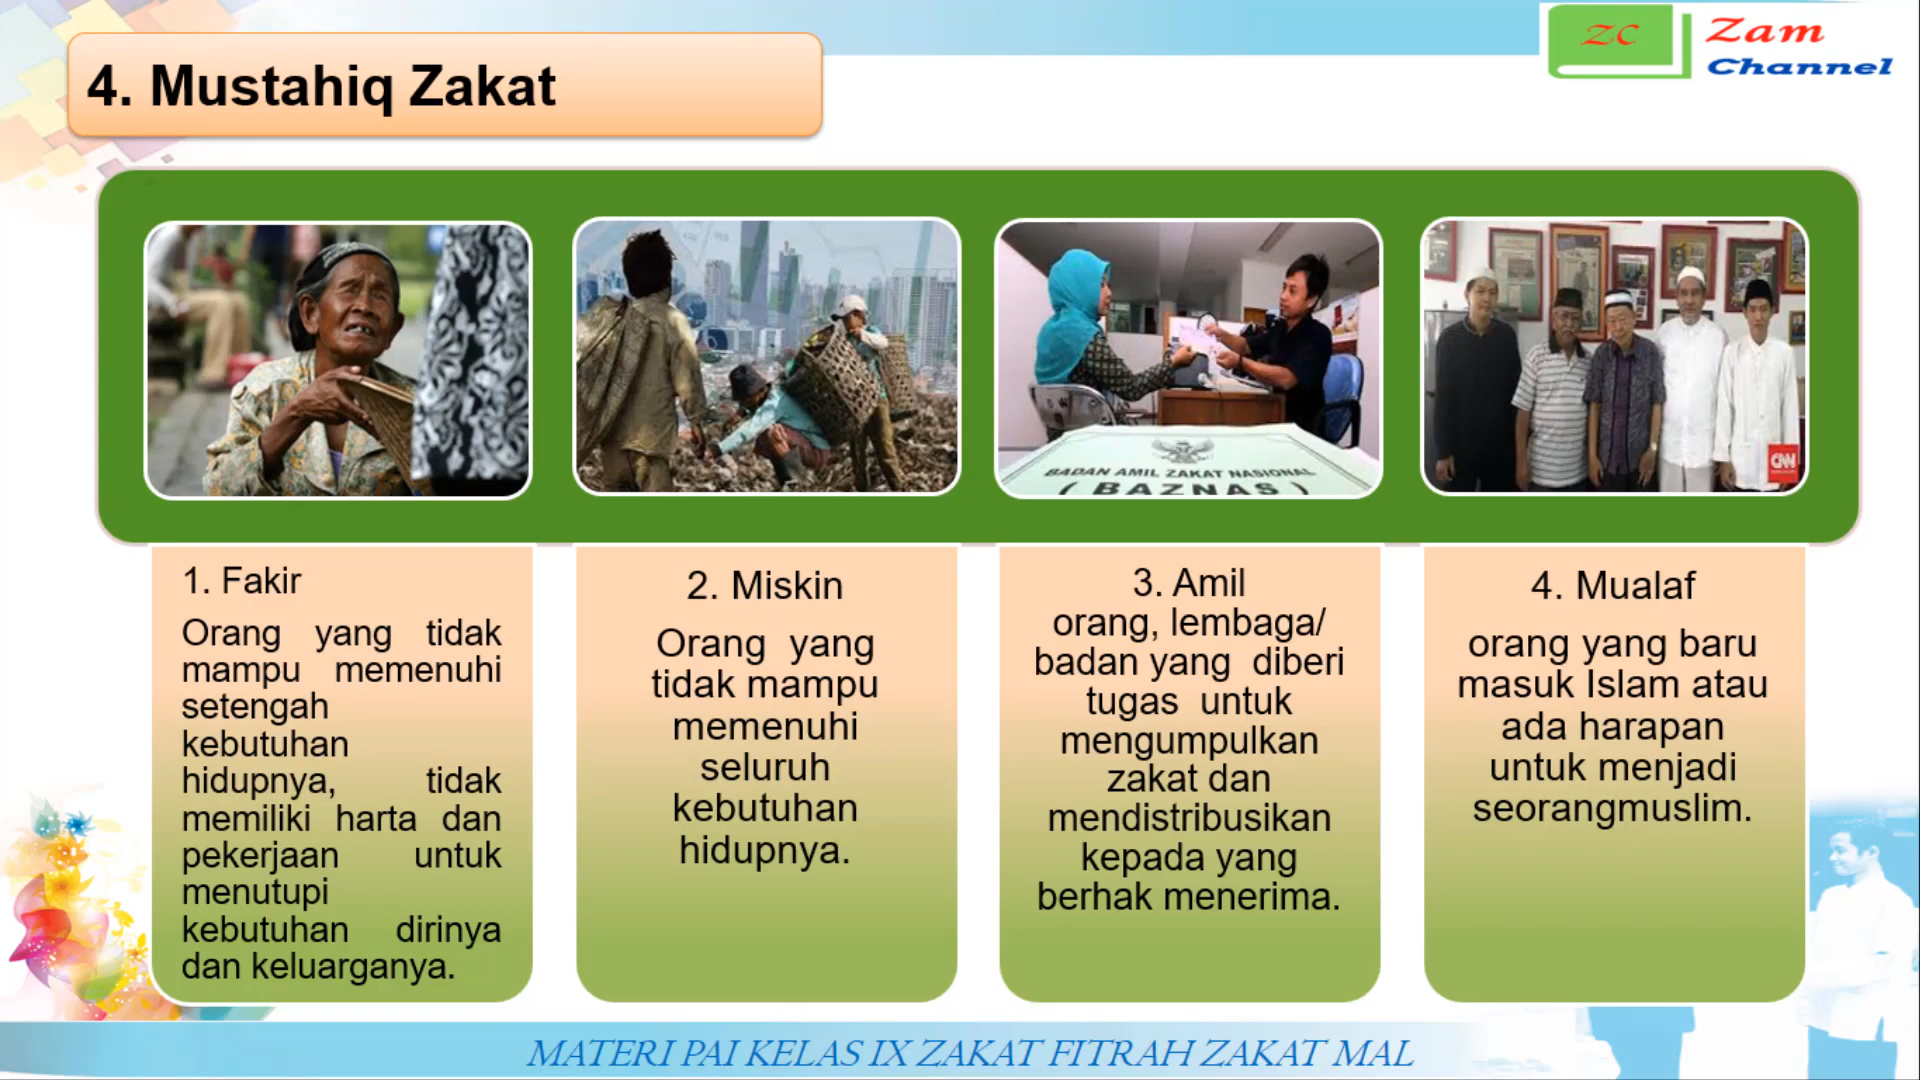 4. Mustahiq Zakat
ZC
Zam
Channel
BADAN AMIL ZAKAT NASIONAL
( BAZNAS )
CNN
1. Fakir
Orang yang tidak
mampu memenuhi
setengah
kebutuhan
hidupnya, tidak
memiliki harta dan
pekerjaan untuk
menutupi
kebutuhan dirinya
dan keluarganya.
2. Miskin
Orang yang
tidak mampu
memenuhi
seluruh
kebutuhan
hidupnya.
3. Amil
orang, lembaga/
badan yang diberi
tugas untuk
mengumpulkan
zakat dan
mendistribusikan
kepada yang
berhak menerima.
4. Mualaf
orang yang baru
masuk Islam atau
ada harapan
untuk menjadi
seorangmuslim.
MATERI PAI KELAS IX ZAKAT FITRAH ZAKAT MAL